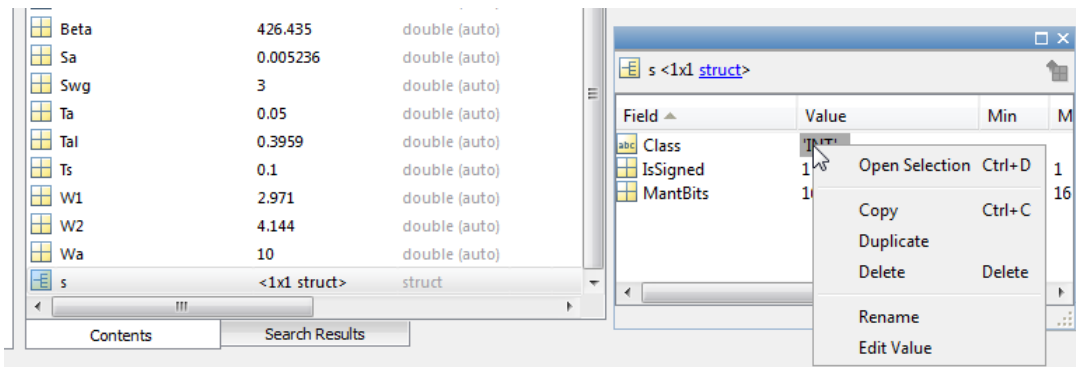 Beta 426.435 double (auto)
Sa 0.005236 double (auto)
Swg 3 double (auto)
Ta 0.05 double (auto)
Tal 0.3959 double (auto)
Ts 0.1 double (auto)
W1 2.971 double (auto)
W2 4.144 double (auto)
Wa 10 double (auto)
s <1x1 struct> struct
Contents Search Results
s <1x1 struct>
Field Value Min M
abc Class 'INT'
IsSigned 1 1
MantBits 16
Open Selection Ctrl+D
Copy Ctrl+C
Duplicate
Delete Delete
Rename
Edit Value